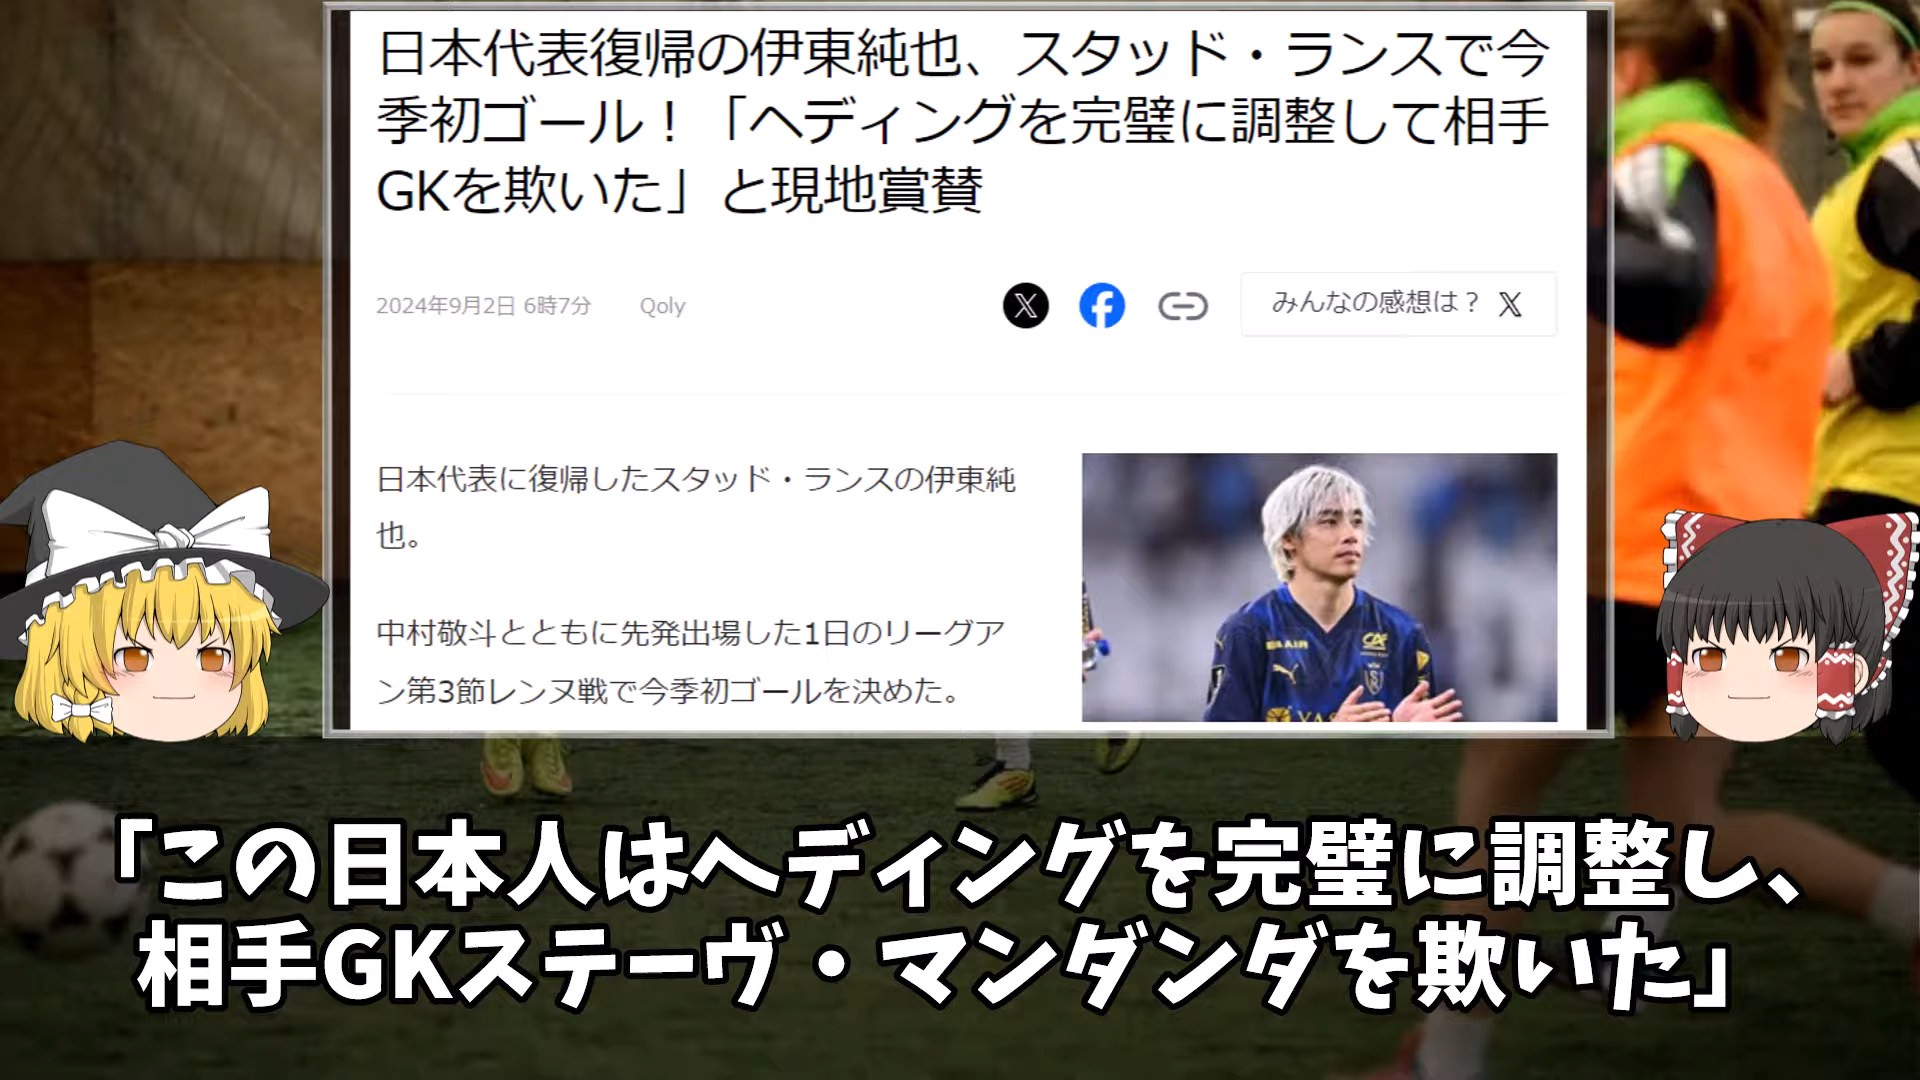 日本代表復帰の伊東純也、スタッド・ランスで今
季初ゴール！「ヘディングを完璧に調整して相手
GKを欺いた」と現地賞賛
2024年9月2日 6時7分 Qoly
みんなの感想は？
日本代表に復帰したスタッド・ランスの伊東純
也。
中村敬斗とともに先発出場した1日のリーグア
ン第3節レンヌ戦で今季初ゴールを決めた。
「この日本人はヘディングを完璧に調整し、
相手GKステーヴ・マンダンダを欺いた」